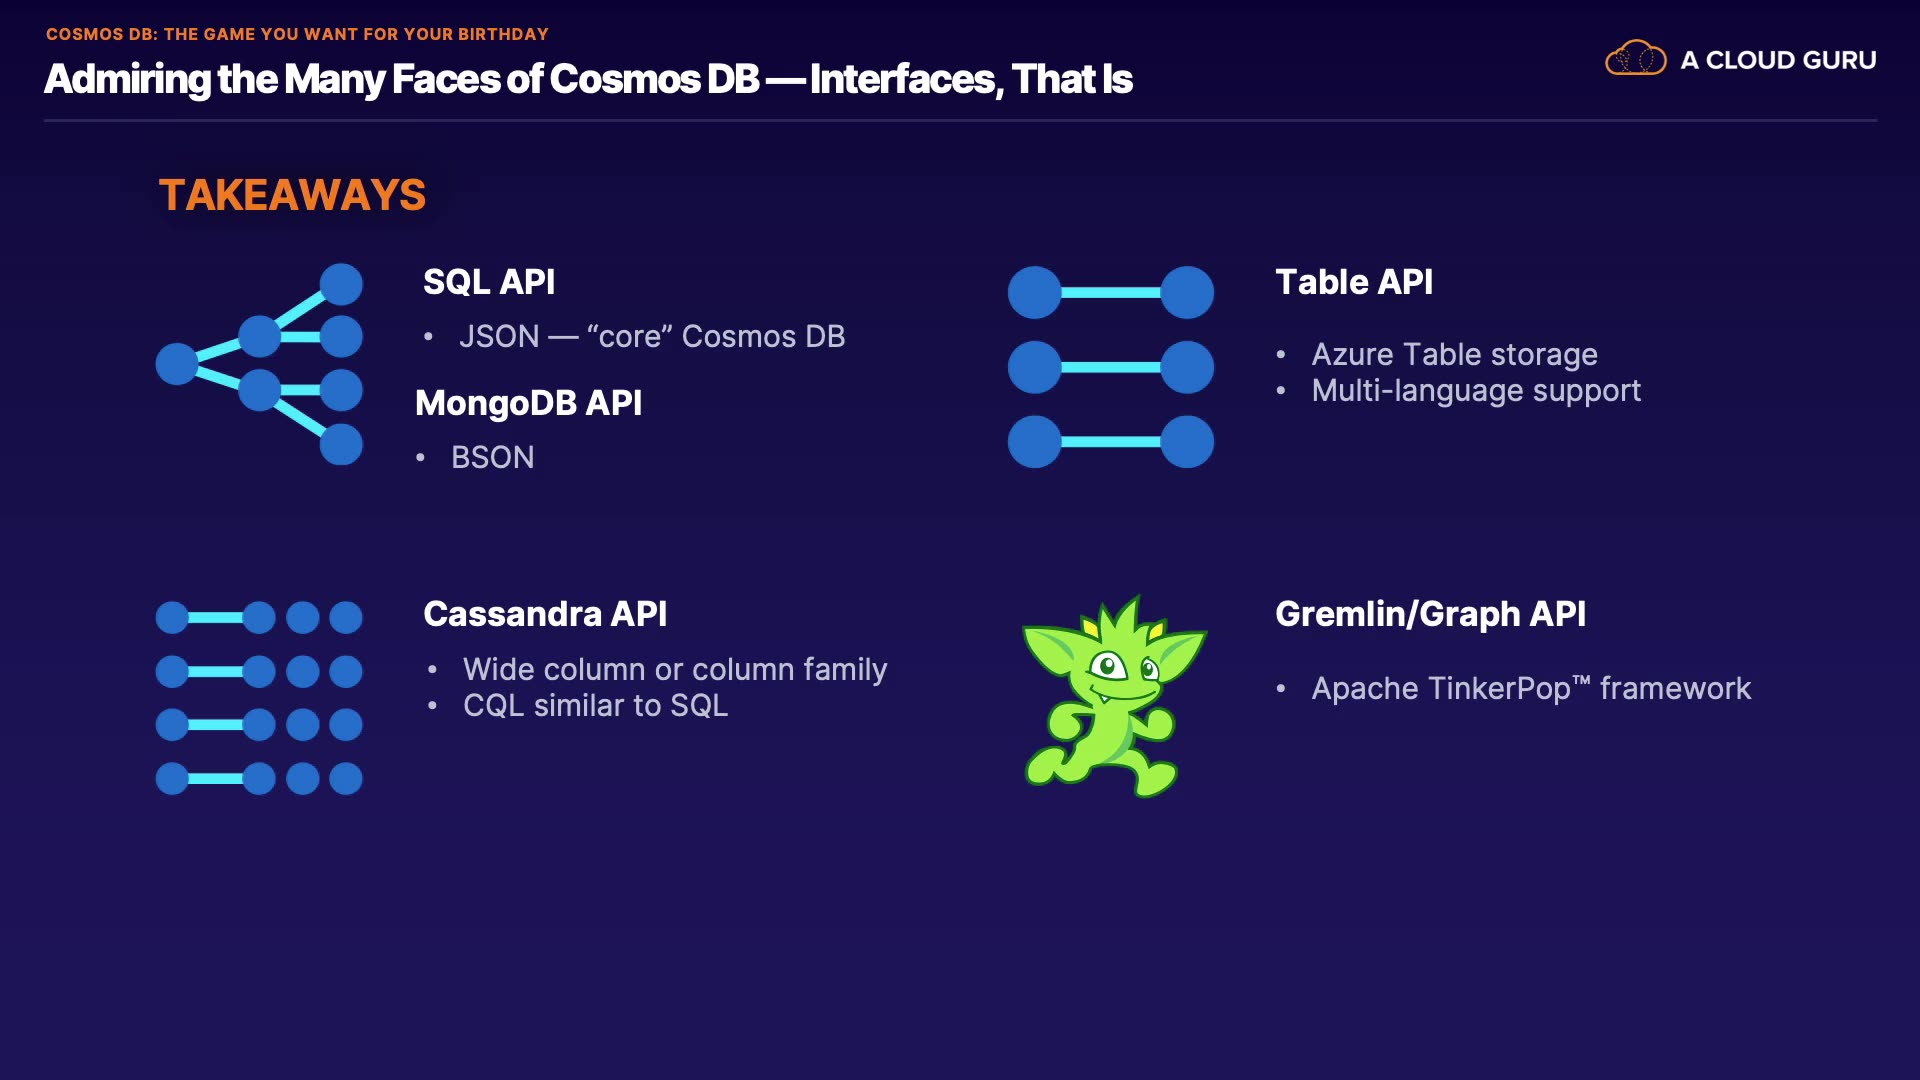 COSMOS DB: THE GAME YOU WANT FOR YOUR BIRTHDAY
Admiring the Many Faces of Cosmos DB — Interfaces, That Is
A CLOUD GURU
TAKEAWAYS
SQL API
• JSON — “core” Cosmos DB
MongoDB API
• BSON
Table API
• Azure Table storage
• Multi-language support
Cassandra API
• Wide column or column family
• CQL similar to SQL
Gremlin/Graph API
• Apache TinkerPop™ framework